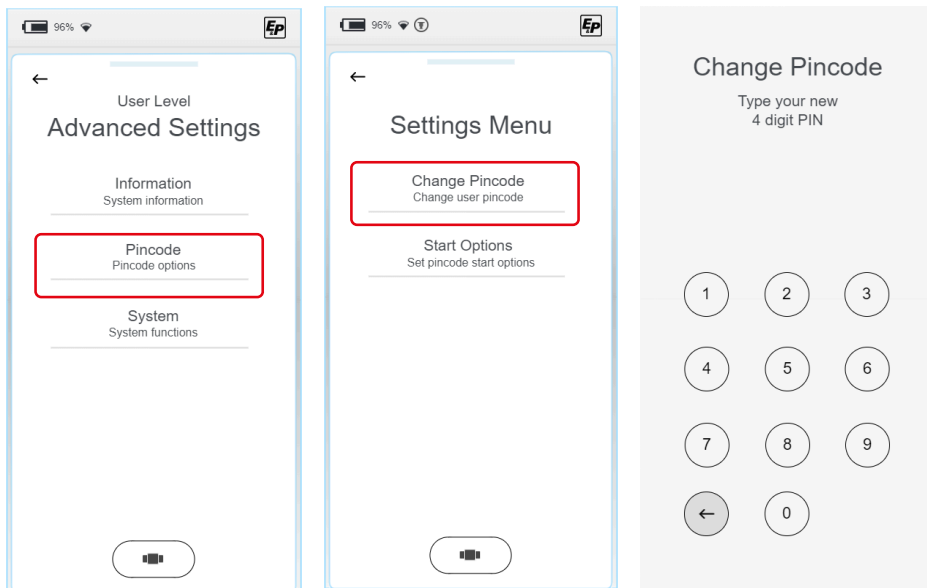 96%
E&P
←
User Level
Advanced Settings
Information
System information
Pincode
Pincode options
System
System functions
96%
T
E&P
←
Settings Menu
Change Pincode
Change user pincode
Start Options
Set pincode start options
Change Pincode
Type your new
4 digit PIN
1 2 3
4 5 6
7 8 9
← 0